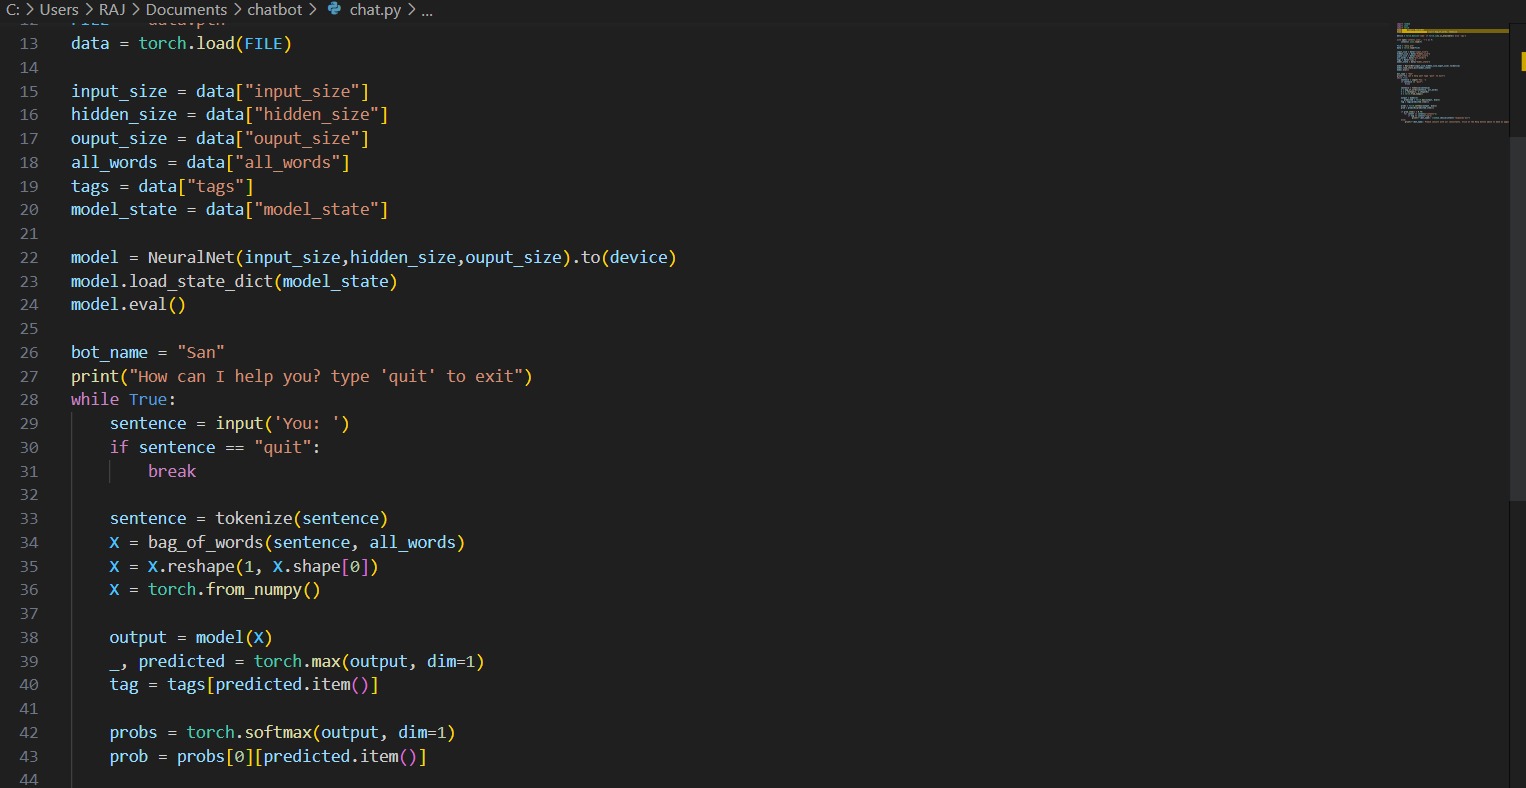 C: > Users > RAJ > Documents > chatbot > chat.py > ...
13 data = torch.load(FILE)
14
15 input_size = data["input_size"]
16 hidden_size = data["hidden_size"]
17 ouput_size = data["ouput_size"]
18 all_words = data["all_words"]
19 tags = data["tags"]
20 model_state = data["model_state"]
21
22 model = NeuralNet(input_size,hidden_size,ouput_size).to(device)
23 model.load_state_dict(model_state)
24 model.eval()
25
26 bot_name = "San"
27 print("How can I help you? type 'quit' to exit")
28 while True:
29     sentence = input('You: ')
30     if sentence == "quit":
31         break
32
33     sentence = tokenize(sentence)
34     X = bag_of_words(sentence, all_words)
35     X = X.reshape(1, X.shape[0])
36     X = torch.from_numpy()
37
38     output = model(X)
39     _, predicted = torch.max(output, dim=1)
40     tag = tags[predicted.item()]
41
42     probs = torch.softmax(output, dim=1)
43     prob = probs[0][predicted.item()]
44